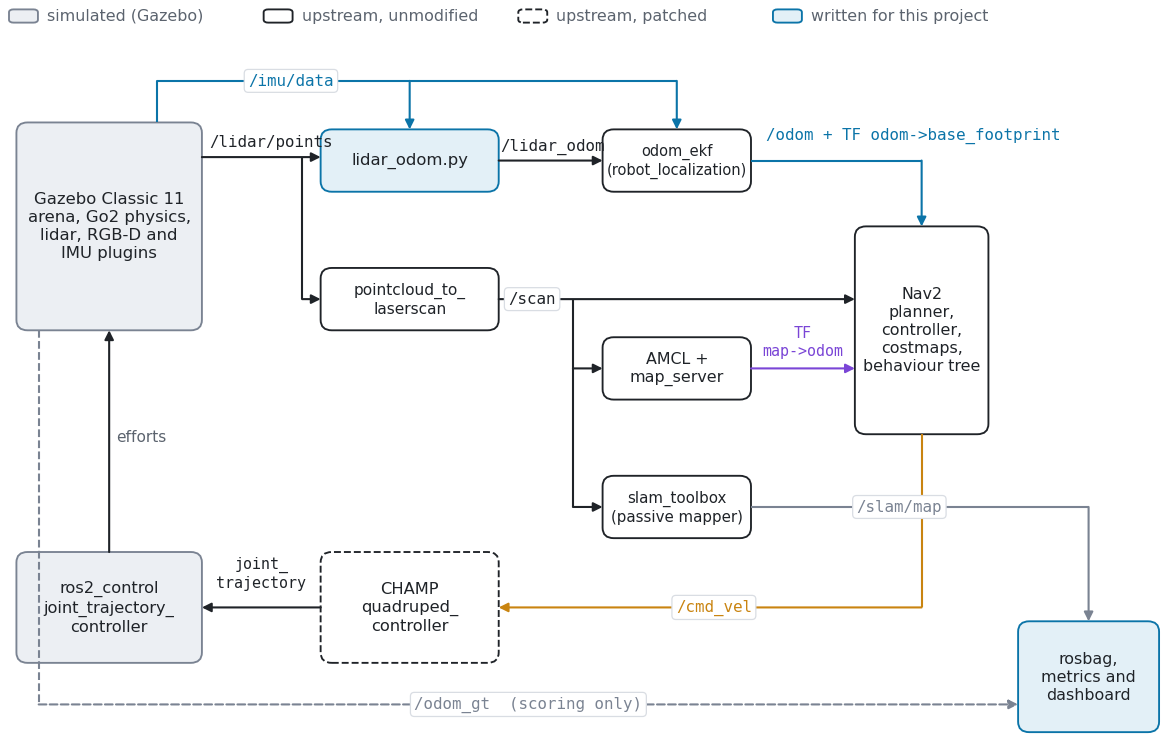 simulated (Gazebo)
upstream, unmodified
upstream, patched
written for this project
/imu/data
/lidar/points
lidar_odom.py
/lidar_odom
odom_ekf
(robot_localization)
/odom + TF odom->base_footprint
Gazebo Classic 11
arena, Go2 physics,
lidar, RGB-D and
IMU plugins
pointcloud_to_
laserscan
/scan
Nav2
planner,
controller,
costmaps,
behaviour tree
TF
map->odom
AMCL +
map_server
efforts
slam_toolbox
(passive mapper)
/slam/map
ros2_control
joint_trajectory_
controller
joint_
trajectory
CHAMP
quadruped_
controller
/cmd_vel
rosbag,
metrics and
dashboard
/odom_gt  (scoring only)